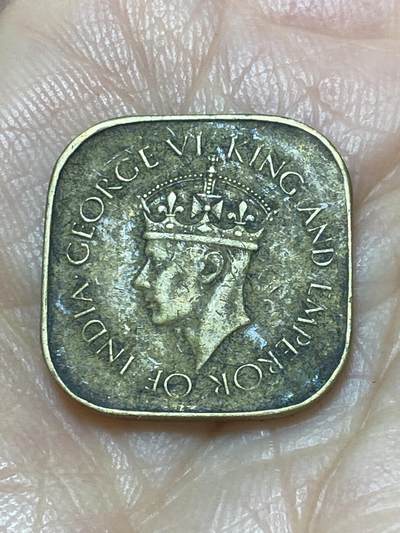 GEORGE VI KING AND EMPEROR OF INDIA